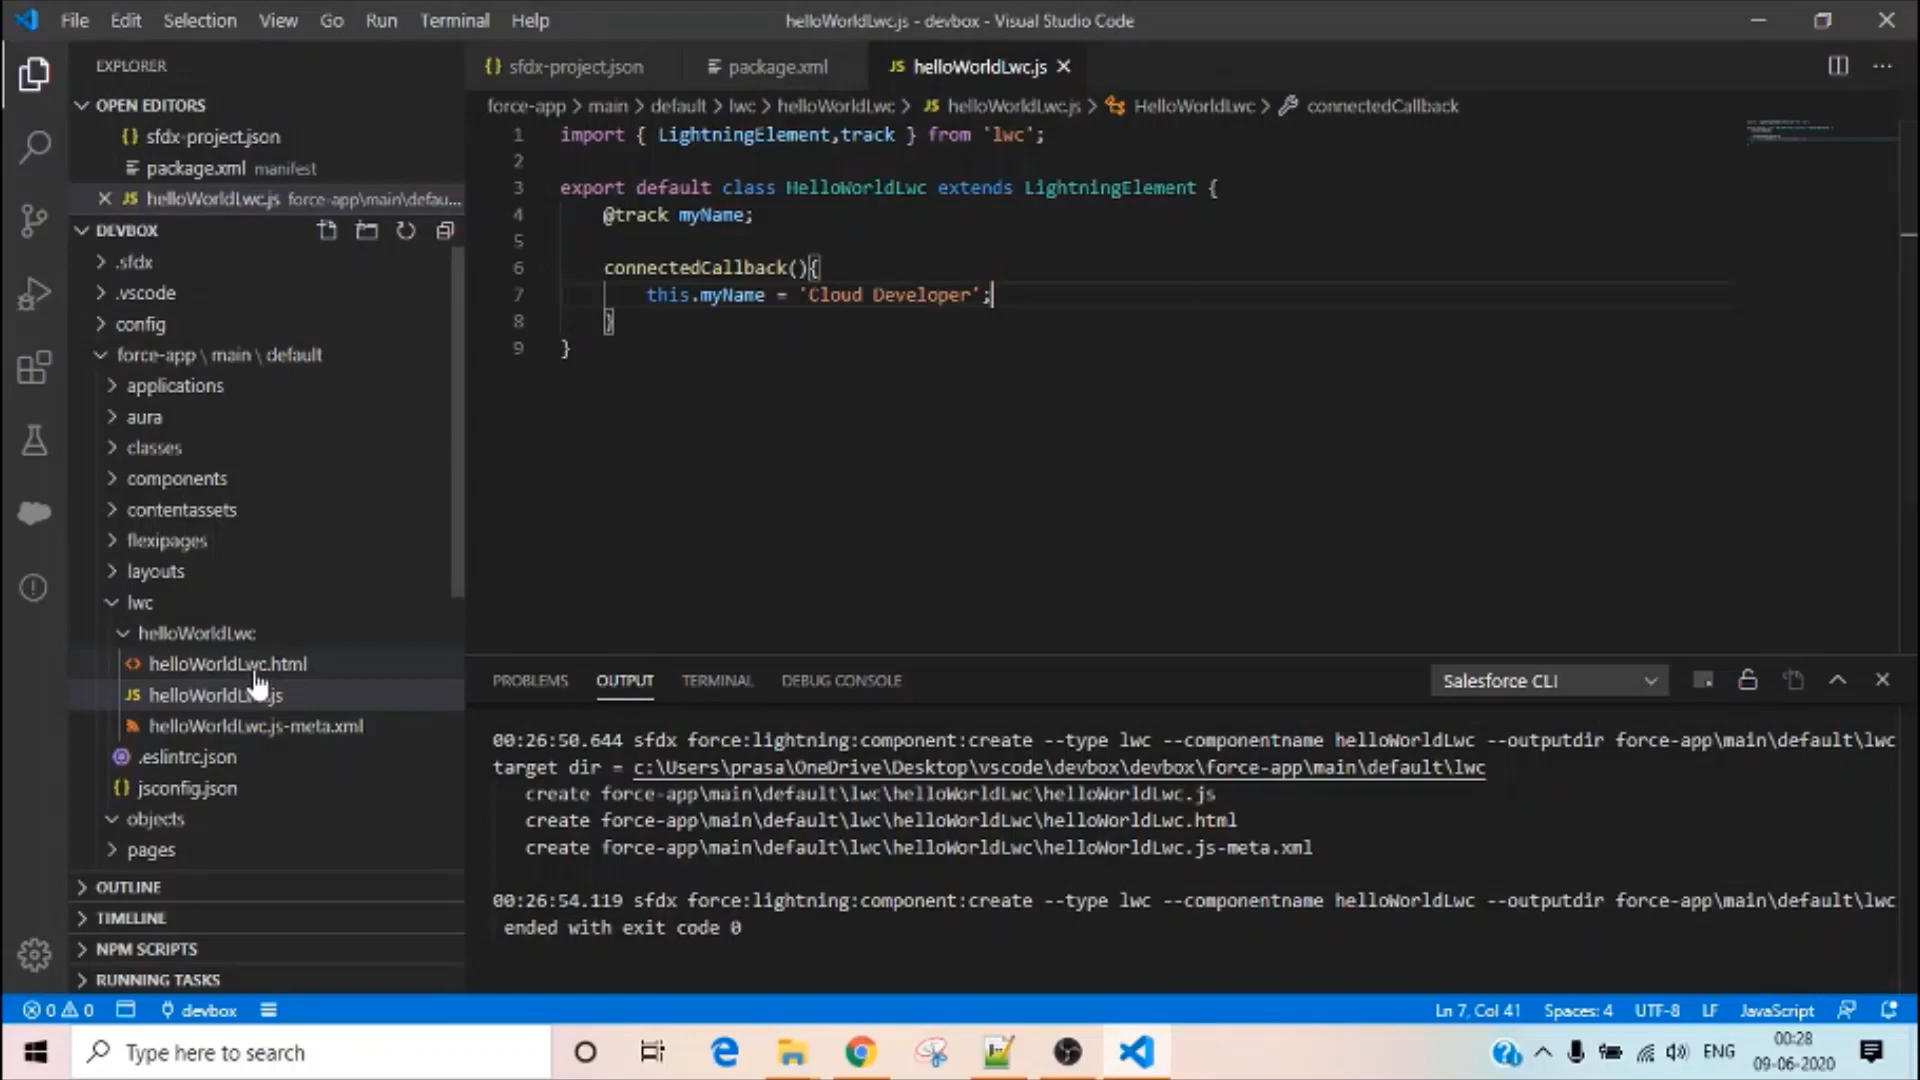 File Edit Selection View Go Run Terminal Help helloWorldLwc.js - devbox - Visual Studio Code
EXPLORER
OPEN EDITORS
{} sfdx-project.json
package.xml manifest
JS helloWorldLwc.js force-app\main\defau...
DEVBOX
.sfdx
.vscode
config
force-app \ main \ default
applications
aura
classes
components
contentassets
flexipages
layouts
lwc
helloWorldLwc
helloWorldLwc.html
JS helloWorldLwc.js
helloWorldLwc.js-meta.xml
.eslintrc.json
{} jsconfig.json
objects
pages
OUTLINE
TIMELINE
NPM SCRIPTS
RUNNING TASKS
{} sfdx-project.json package.xml JS helloWorldLwc.js
force-app > main > default > lwc > helloWorldLwc > JS helloWorldLwc.js > HelloWorldLwc > connectedCallback
1 import { LightningElement,track } from 'lwc';
2
3 export default class HelloWorldLwc extends LightningElement {
4 @track myName;
5
6 connectedCallback(){
7 this.myName = 'Cloud Developer';
8 }
9 }
PROBLEMS OUTPUT TERMINAL DEBUG CONSOLE Salesforce CLI
00:26:50.644 sfdx force:lightning:component:create --type lwc --componentname helloWorldLwc --outputdir force-app\main\default\lwc
target dir = c:\Users\prasa\OneDrive\Desktop\vscode\devbox\devbox\force-app\main\default\lwc
create force-app\main\default\lwc\helloWorldLwc\helloWorldLwc.js
create force-app\main\default\lwc\helloWorldLwc\helloWorldLwc.html
create force-app\main\default\lwc\helloWorldLwc\helloWorldLwc.js-meta.xml
00:26:54.119 sfdx force:lightning:component:create --type lwc --componentname helloWorldLwc --outputdir force-app\main\default\lwc
ended with exit code 0
0 0 devbox Ln 7, Col 41 Spaces: 4 UTF-8 LF JavaScript
Type here to search ENG 00:28
09-06-2020